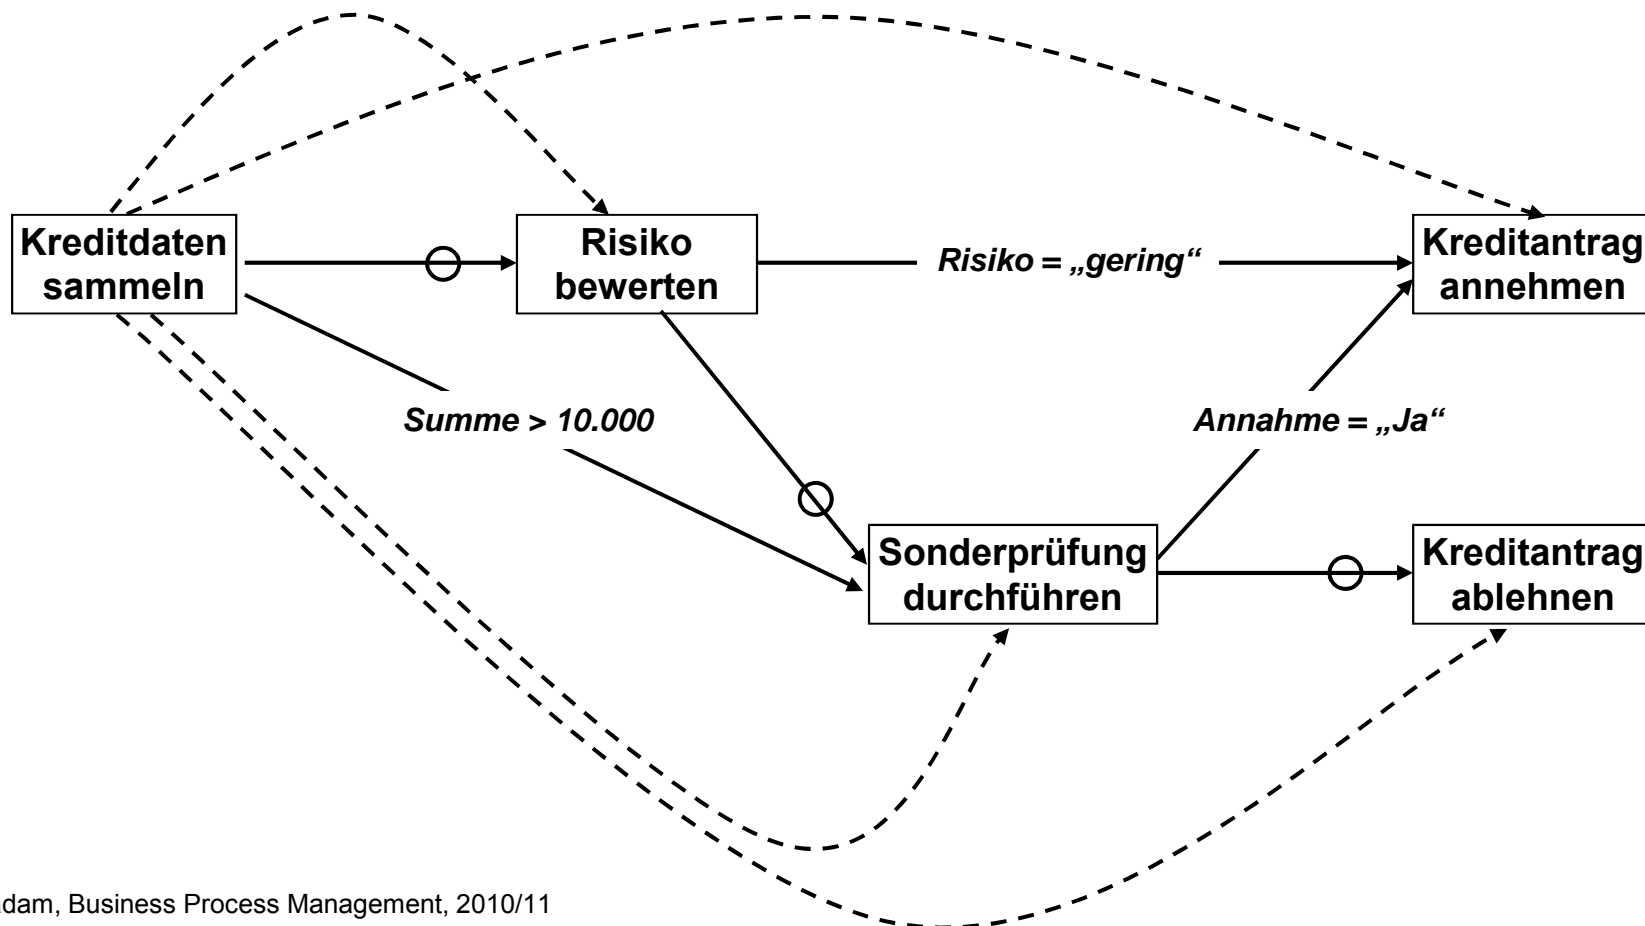 Kreditdaten
sammeln
Risiko
bewerten
Risiko = „gering“
Kreditantrag
annehmen
Summe > 10.000
Annahme = „Ja“
Sonderprüfung
durchführen
Kreditantrag
ablehnen
dam, Business Process Management, 2010/11